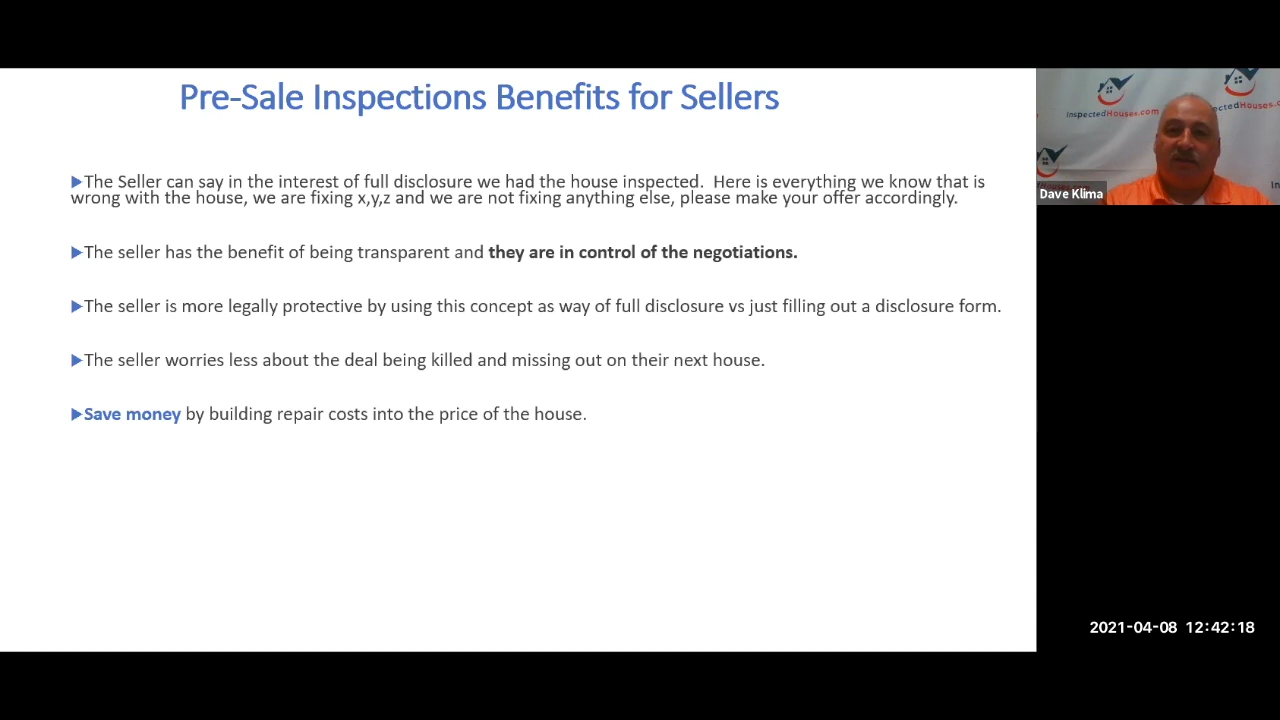 Pre-Sale Inspections Benefits for Sellers
▶The Seller can say in the interest of full disclosure we had the house inspected.  Here is everything we know that is
wrong with the house, we are fixing x,y,z and we are not fixing anything else, please make your offer accordingly.
▶The seller has the benefit of being transparent and they are in control of the negotiations.
▶The seller is more legally protective by using this concept as way of full disclosure vs just filling out a disclosure form.
▶The seller worries less about the deal being killed and missing out on their next house.
▶Save money by building repair costs into the price of the house.
InspectedHouses.com
Dave Klima
2021-04-08 12:42:18